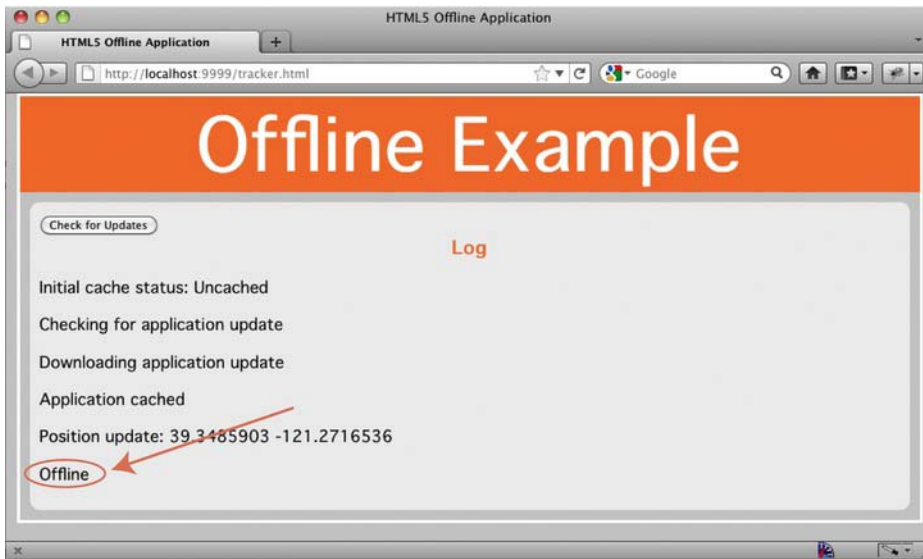 HTML5 Offline Application
HTML5 Offline Application
http://localhost:9999/tracker.html
Google
Offline Example
Check for Updates
Log
Initial cache status: Uncached
Checking for application update
Downloading application update
Application cached
Position update: 39.3485903 -121.2716536
Offline